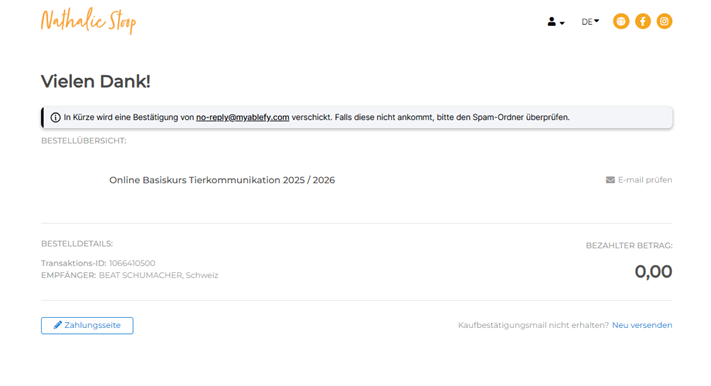 Nathalie Stoop
DE
Vielen Dank!
In Kürze wird eine Bestätigung von no-reply@myablefy.com verschickt. Falls diese nicht ankommt, bitte den Spam-Ordner überprüfen.
BESTELLÜBERSICHT:
Online Basiskurs Tierkommunikation 2025 / 2026
E-mail prüfen
BESTELLDETAILS:
BEZAHLTER BETRAG:
Transaktions-ID: 1066410500
0,00
EMPFÄNGER: BEAT SCHUMACHER, Schweiz
Zahlungsseite
Kaufbestätigungsmail nicht erhalten? Neu versenden